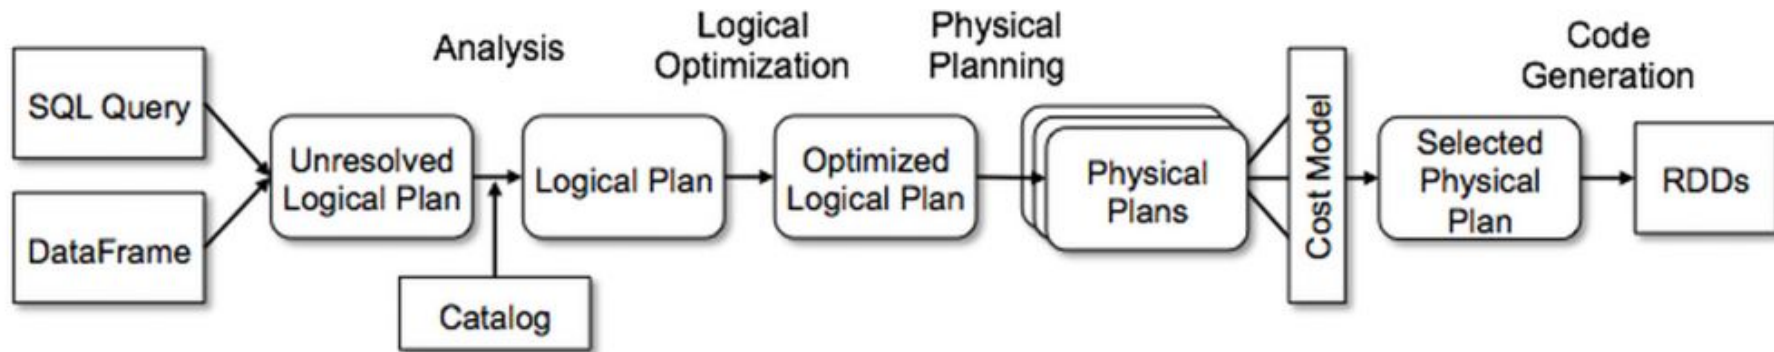 Analysis
Logical
Optimization
Physical
Planning
Code
Generation
SQL Query
DataFrame
Unresolved
Logical Plan
Catalog
Logical Plan
Optimized
Logical Plan
Physical
Plans
Cost Model
Selected
Physical
Plan
RDDs